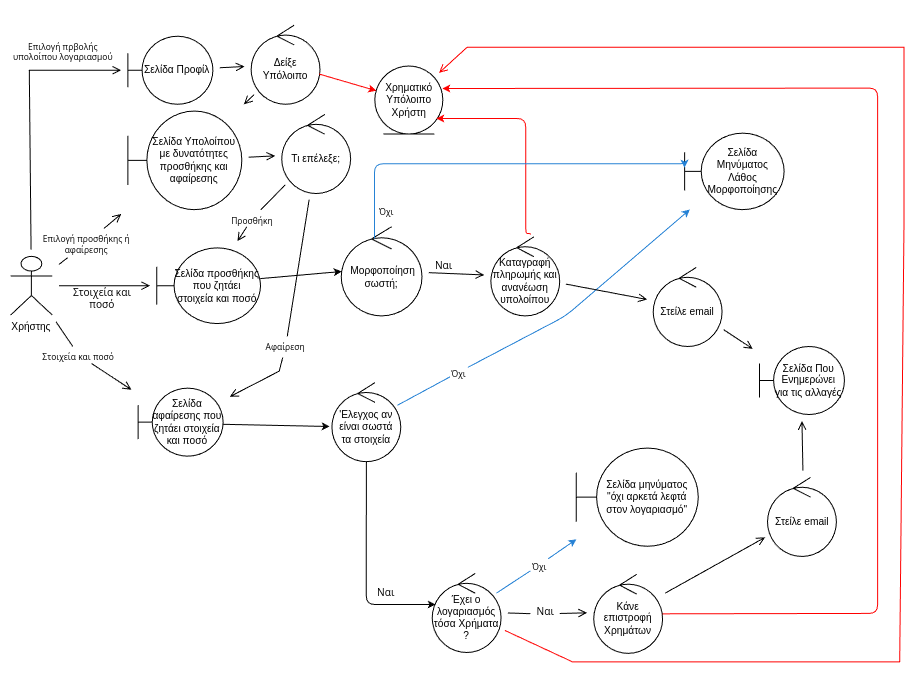 Επιλογή πρβολής
υπολοίπου λογαριασμού
Σελίδα Προφίλ
Δείξε
Υπόλοιπο
Χρηματικό
Υπόλοιπο
Χρήστη
Σελίδα Υπολοίπου
με δυνατότητες
προσθήκης και
αφαίρεσης
Τι επέλεξε;
Σελίδα
Μηνύματος
Λάθος
Μορφοποίησης
Προσθήκη
Όχι
Επιλογή προσθήκης ή
αφαίρεσης
Σελίδα προσθήκης
που ζητάει
στοιχεία και ποσό
Μορφοποίηση
σωστή;
Ναι
Καταγραφή
πληρωμής και
ανανέωση
υπολοίπου
Στοιχεία και
ποσό
Χρήστης
Στείλε email
Αφαίρεση
Στοιχεία και ποσό
Όχι
Σελίδα Που
Ενημερώνει
για τις αλλαγές
Σελίδα
αφαίρεσης που
ζητάει στοιχεία
και ποσό
Έλεγχος αν
είναι σωστά
τα στοιχεία
Σελίδα μηνύματος
"όχι αρκετά λεφτά
στον λογαριασμό"
Στείλε email
Όχι
Ναι
Έχει ο
λογαριασμός
τόσα Χρήματα
?
Ναι
Κάνε
επιστροφή
Χρημάτων